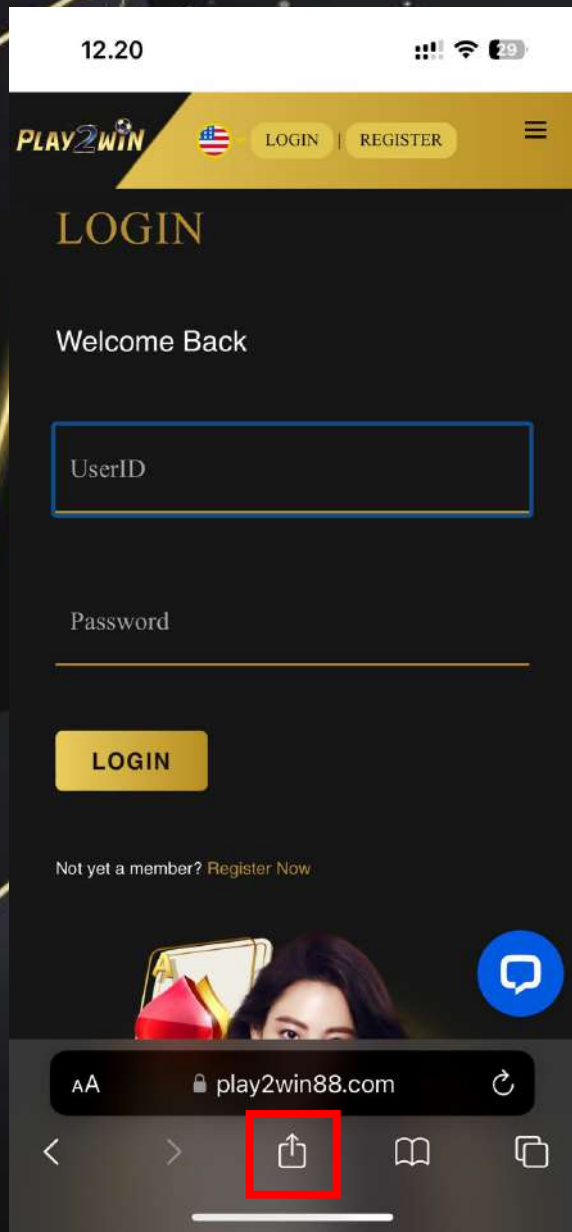 12.20
29
PLAY2WIN
LOGIN | REGISTER
LOGIN
Welcome Back
UserID
Password
LOGIN
Not yet a member? Register Now
A
AA
play2win88.com